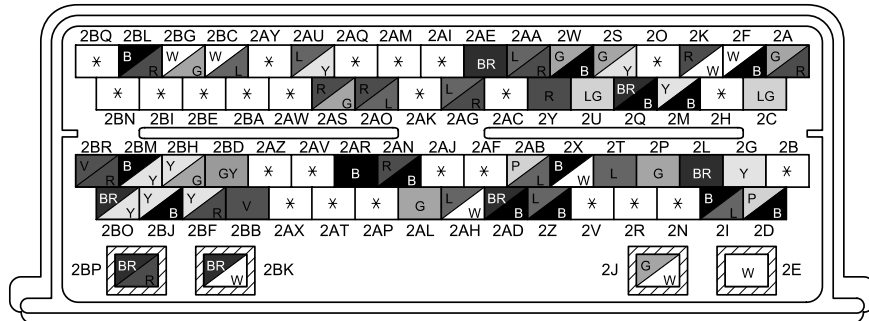 2BQ 2BL 2BG 2BC 2AY 2AU 2AQ 2AM 2AI 2AE 2AA 2W 2S 2O 2K 2F 2A
* B R W G W L * L Y * * * BR L R G B G Y * R W W B G R
* * * * * R G R L * L R * R LG BR B Y B * LG
2BN 2BI 2BE 2BA 2AW 2AS 2AO 2AK 2AG 2AC 2Y 2U 2Q 2M 2H 2C
2BR 2BM 2BH 2BD 2AZ 2AV 2AR 2AN 2AJ 2AF 2AB 2X 2T 2P 2L 2G 2B
V R B Y Y G GY * * B R B * * P L B W L G BR Y *
BR Y Y B Y R V * * * G L W BR B L B * * * B L P B
2BO 2BJ 2BF 2BB 2AX 2AT 2AP 2AL 2AH 2AD 2Z 2V 2R 2N 2I 2D
2BP BR R BR W 2BK 2J G W W 2E